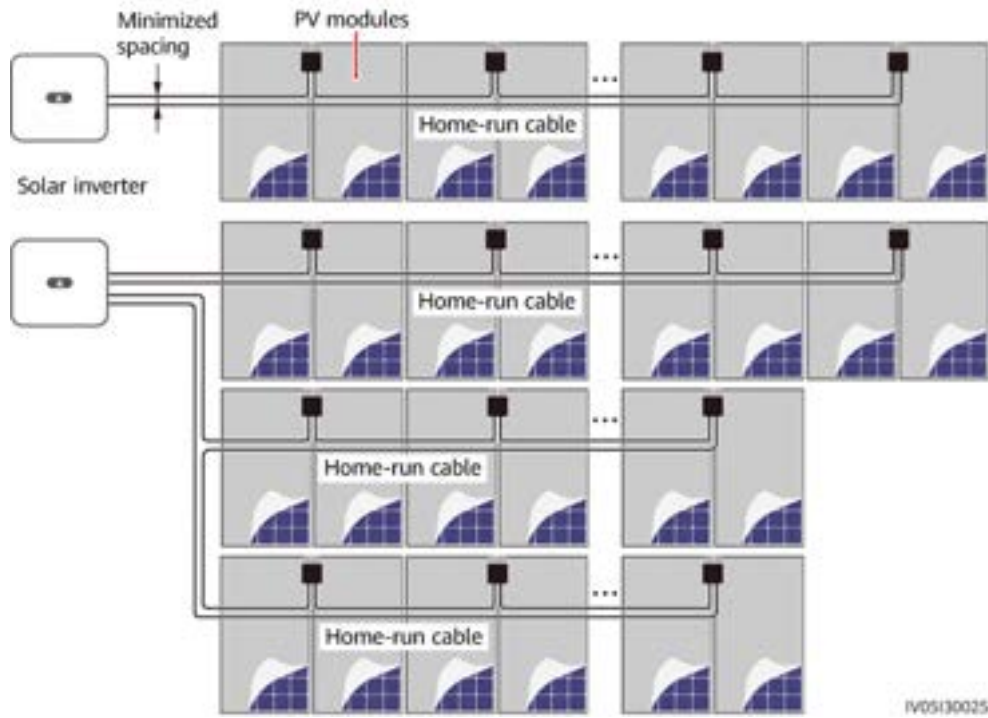 Minimized
spacing
PV modules
...
Home-run cable
Solar inverter
...
Home-run cable
...
Home-run cable
...
Home-run cable
IV05I30025